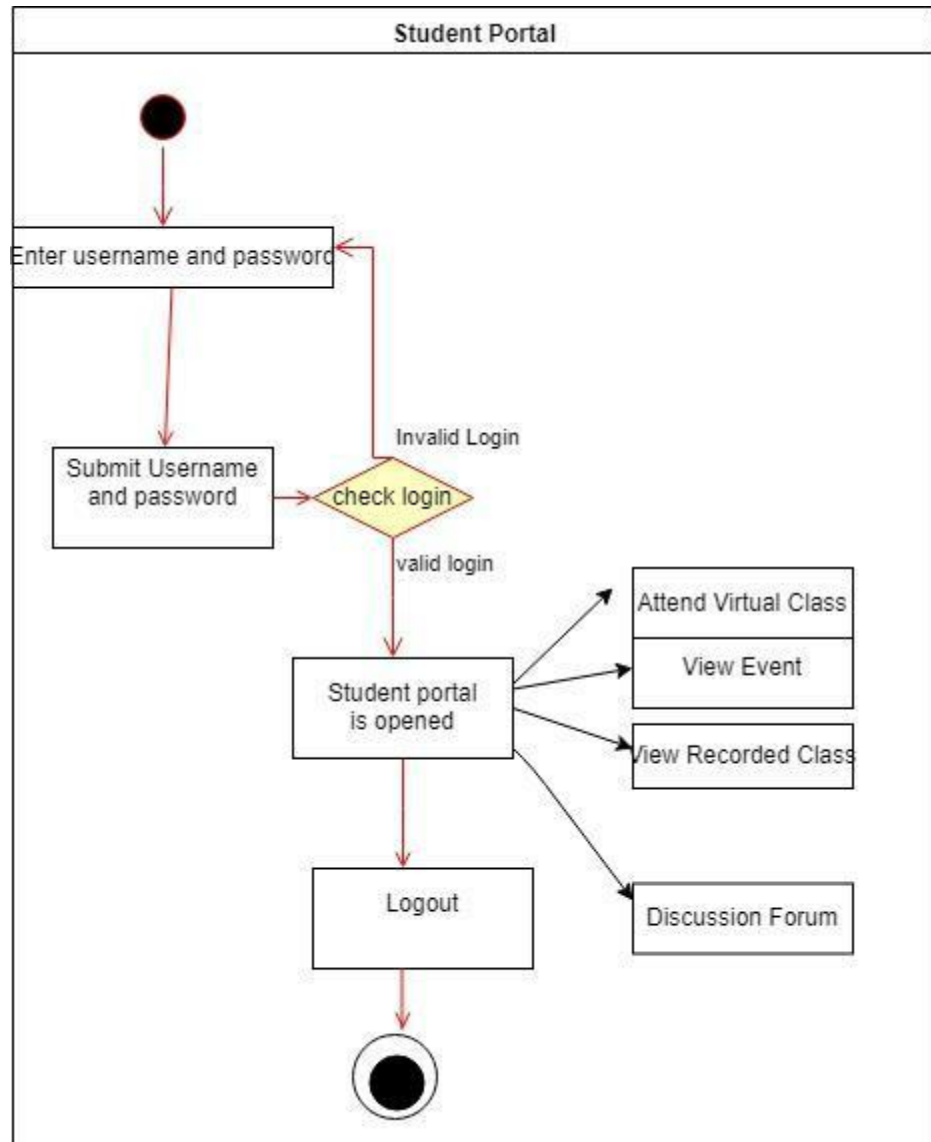 Student Portal
Enter username and password
Invalid Login
Submit Username
and password
check login
valid login
Attend Virtual Class
View Event
Student portal
is opened
View Recorded Class
Logout
Discussion Forum